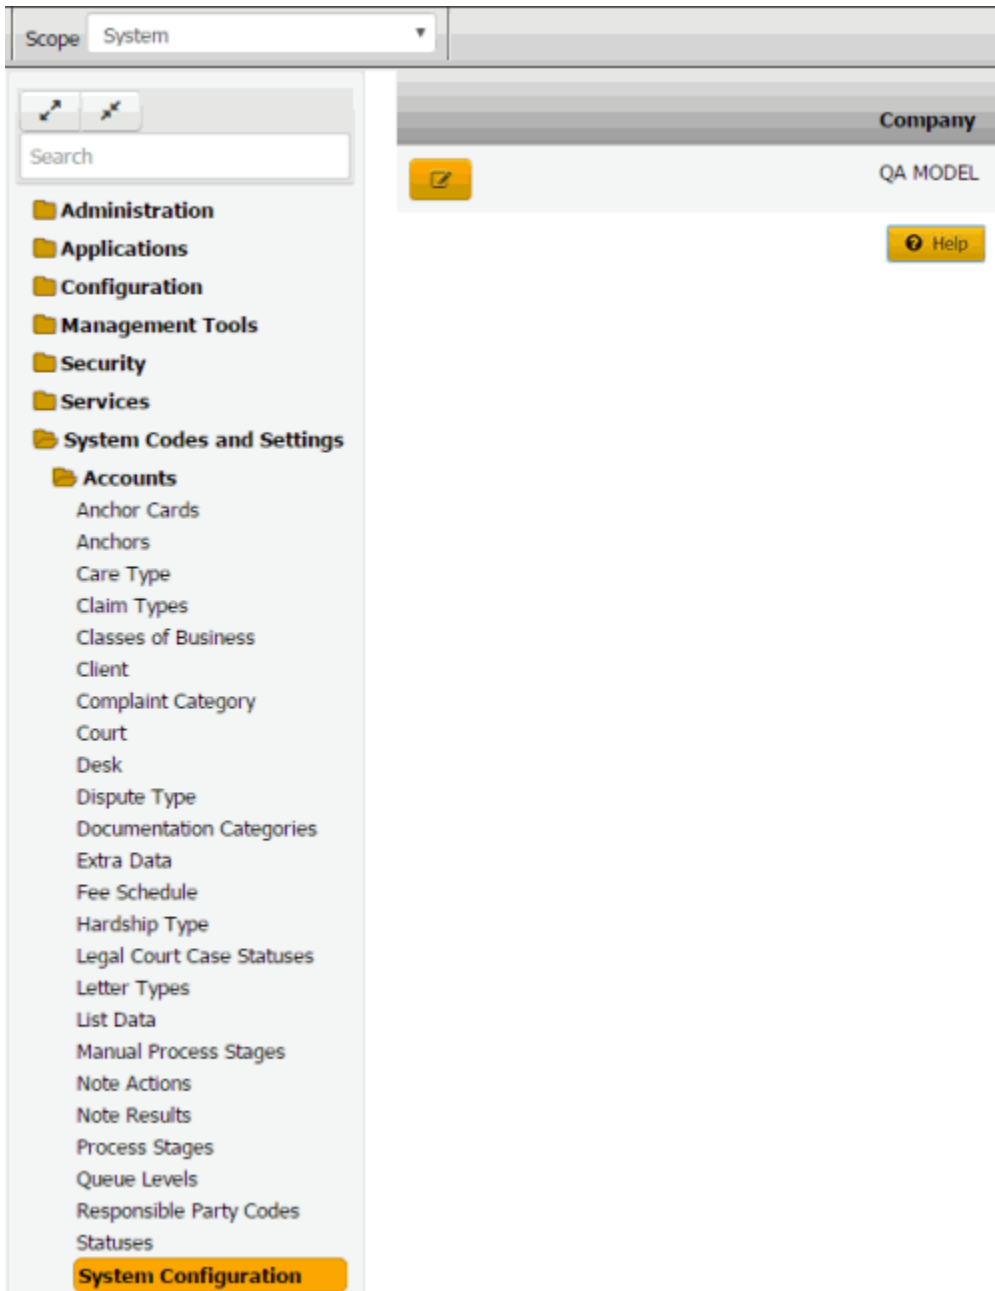 Scope System
Search
Administration
Applications
Configuration
Management Tools
Security
Services
System Codes and Settings
Accounts
Anchor Cards
Anchors
Care Type
Claim Types
Classes of Business
Client
Complaint Category
Court
Desk
Dispute Type
Documentation Categories
Extra Data
Fee Schedule
Hardship Type
Legal Court Case Statuses
Letter Types
List Data
Manual Process Stages
Note Actions
Note Results
Process Stages
Queue Levels
Responsible Party Codes
Statuses
System Configuration
Company
QA MODEL
Help